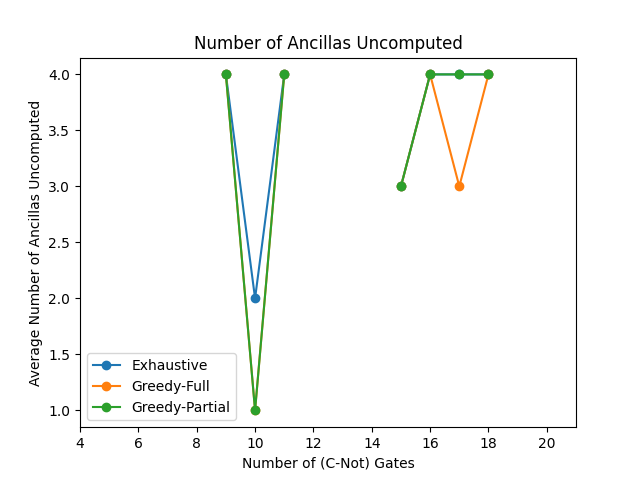 Number of Ancillas Uncomputed
Average Number of Ancillas Uncomputed
4.0
3.5
3.0
2.5
2.0
1.5
1.0
Exhaustive
Greedy-Full
Greedy-Partial
4 6 8 10 12 14 16 18 20
Number of (C-Not) Gates